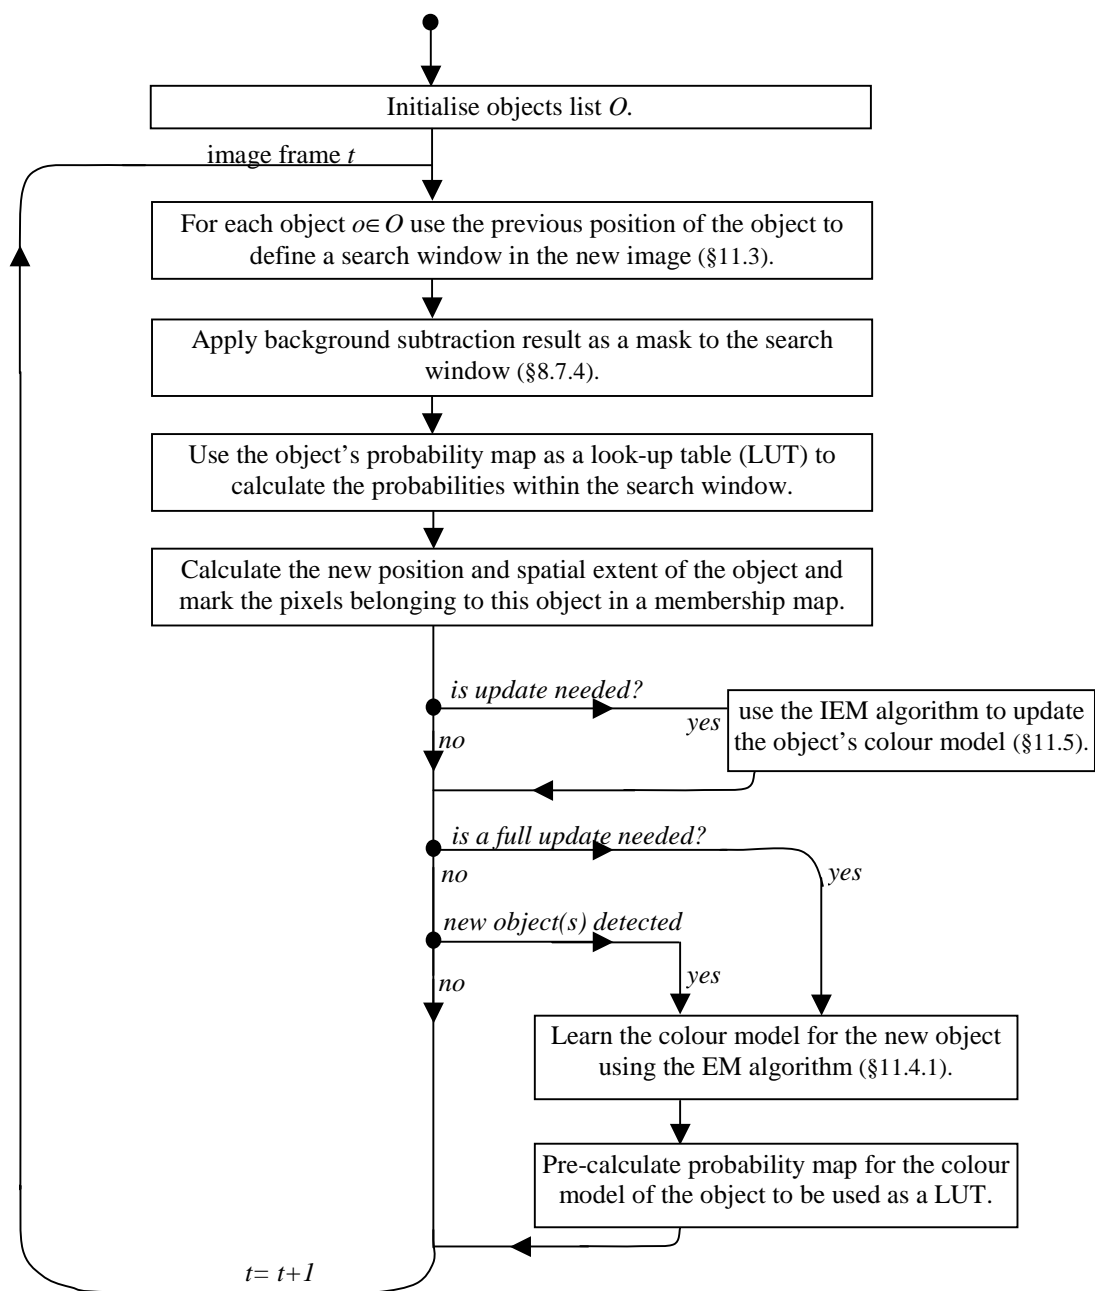 Initialise objects list O.
image frame t
For each object o∈O use the previous position of the object to
define a search window in the new image (§11.3).
Apply background subtraction result as a mask to the search
window (§8.7.4).
Use the object’s probability map as a look-up table (LUT) to
calculate the probabilities within the search window.
Calculate the new position and spatial extent of the object and
mark the pixels belonging to this object in a membership map.
is update needed?
yes
no
use the IEM algorithm to update
the object’s colour model (§11.5).
is a full update needed?
yes
no
new object(s) detected
yes
no
Learn the colour model for the new object
using the EM algorithm (§11.4.1).
Pre-calculate probability map for the colour
model of the object to be used as a LUT.
t= t+1